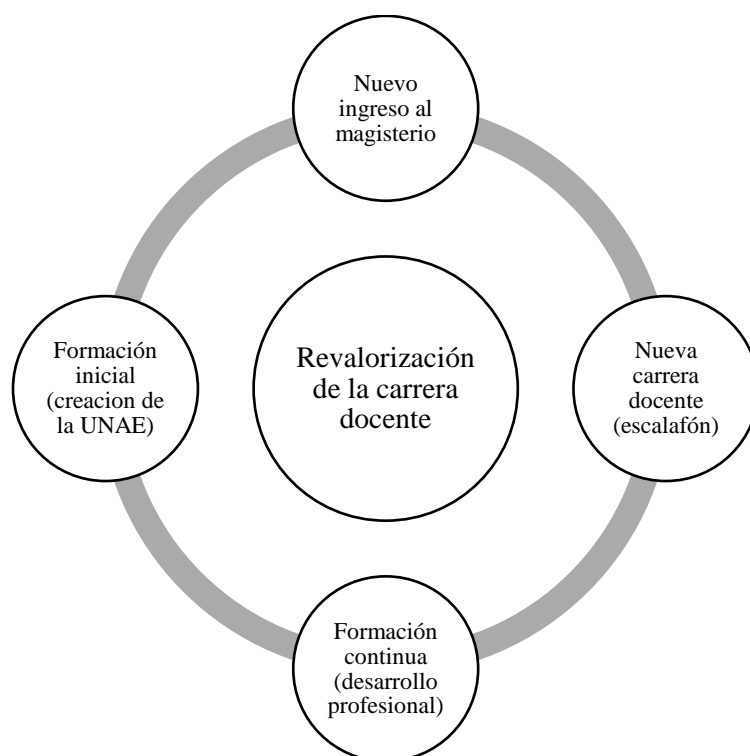 Nuevo
ingreso al
magisterio
Formación
inicial
(creacion de
la UNAE)
Revalorización
de la carrera
docente
Nueva
carrera
docente
(escalafón)
Formación
continua
(desarrollo
profesional)